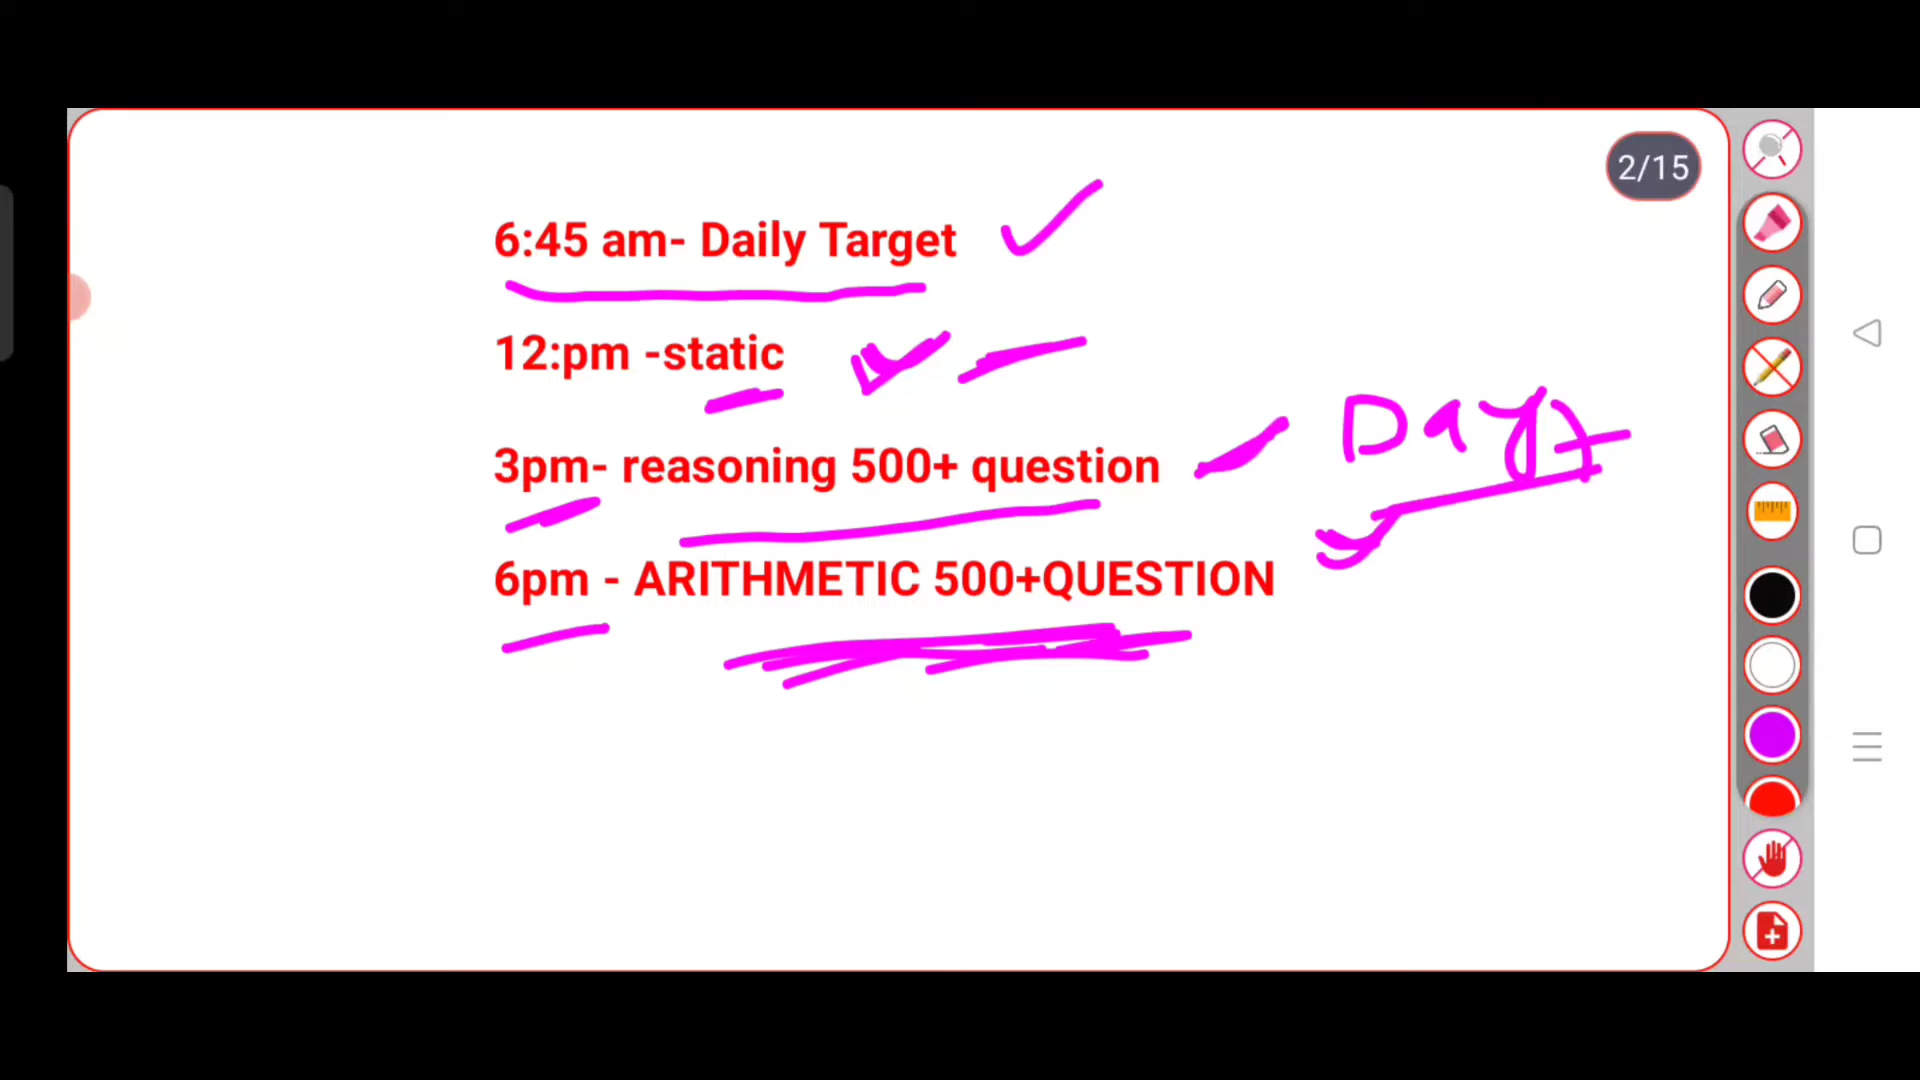 2/15
6:45 am- Daily Target
12:pm -static
3pm- reasoning 500+ question
Day 7
6pm - ARITHMETIC 500+QUESTION